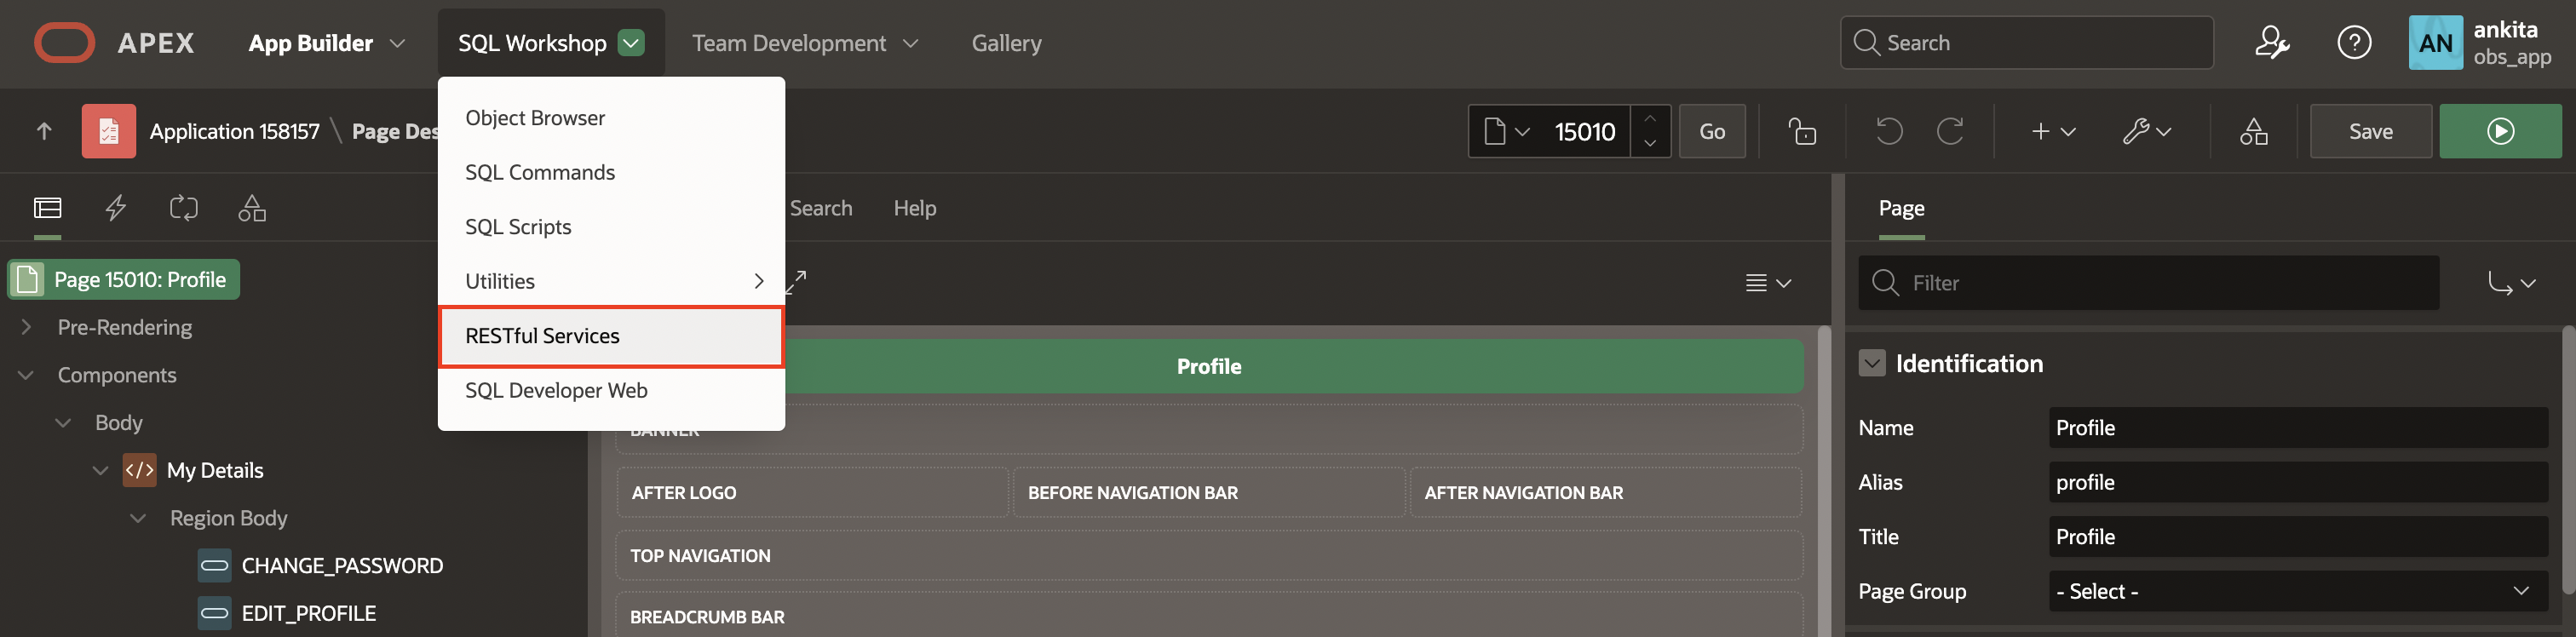 APEX App Builder SQL Workshop Team Development Gallery Search ankita
AN obs_app
Application 158157 \ Page Des 15010 Go Save
Object Browser
SQL Commands
SQL Scripts
Utilities
RESTful Services
SQL Developer Web
Search Help
Page 15010: Profile
Pre-Rendering
Components
Body
</> My Details
Region Body
CHANGE_PASSWORD
EDIT_PROFILE
Profile
BANNER
AFTER LOGO BEFORE NAVIGATION BAR AFTER NAVIGATION BAR
TOP NAVIGATION
BREADCRUMB BAR
Page
Filter
Identification
Name Profile
Alias profile
Title Profile
Page Group - Select -